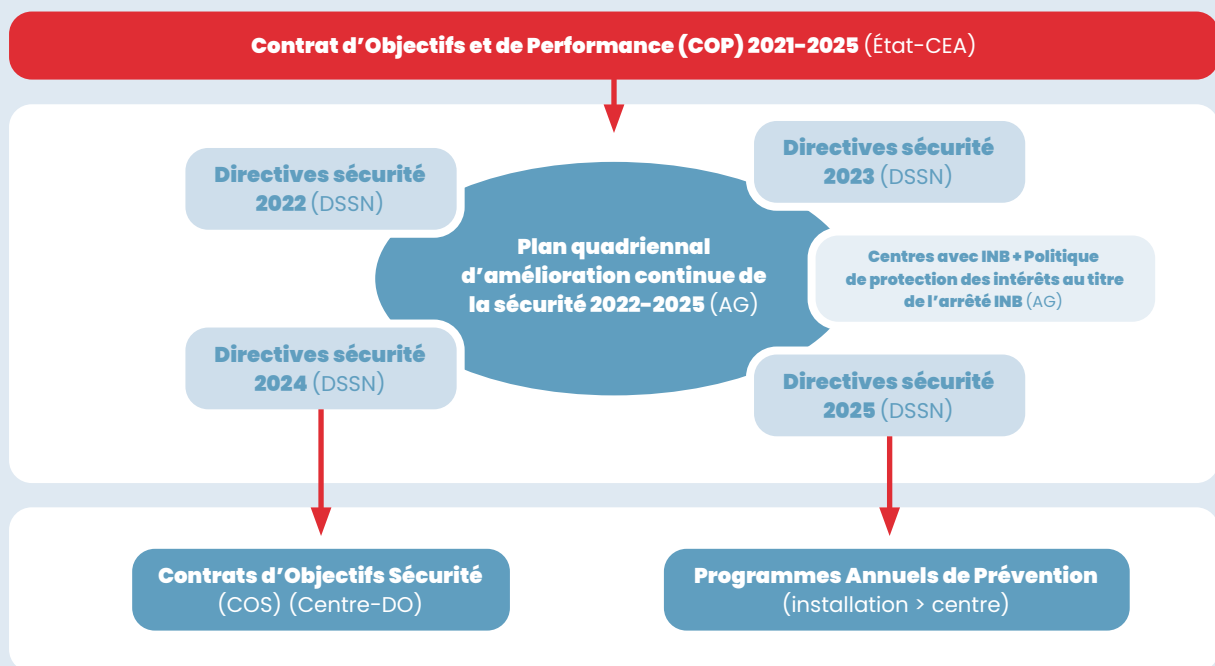 Contrat d’Objectifs et de Performance (COP) 2021-2025 (État-CEA)
Directives sécurité
2022 (DSSN)
Directives sécurité
2023 (DSSN)
Plan quadriennal
d’amélioration continue de
la sécurité 2022-2025 (AG)
Centres avec INB + Politique
de protection des intérêts au titre
de l’arrêté INB (AG)
Directives sécurité
2024 (DSSN)
Directives sécurité
2025 (DSSN)
Contrats d’Objectifs Sécurité
(COS) (Centre-DO)
Programmes Annuels de Prévention
(installation > centre)